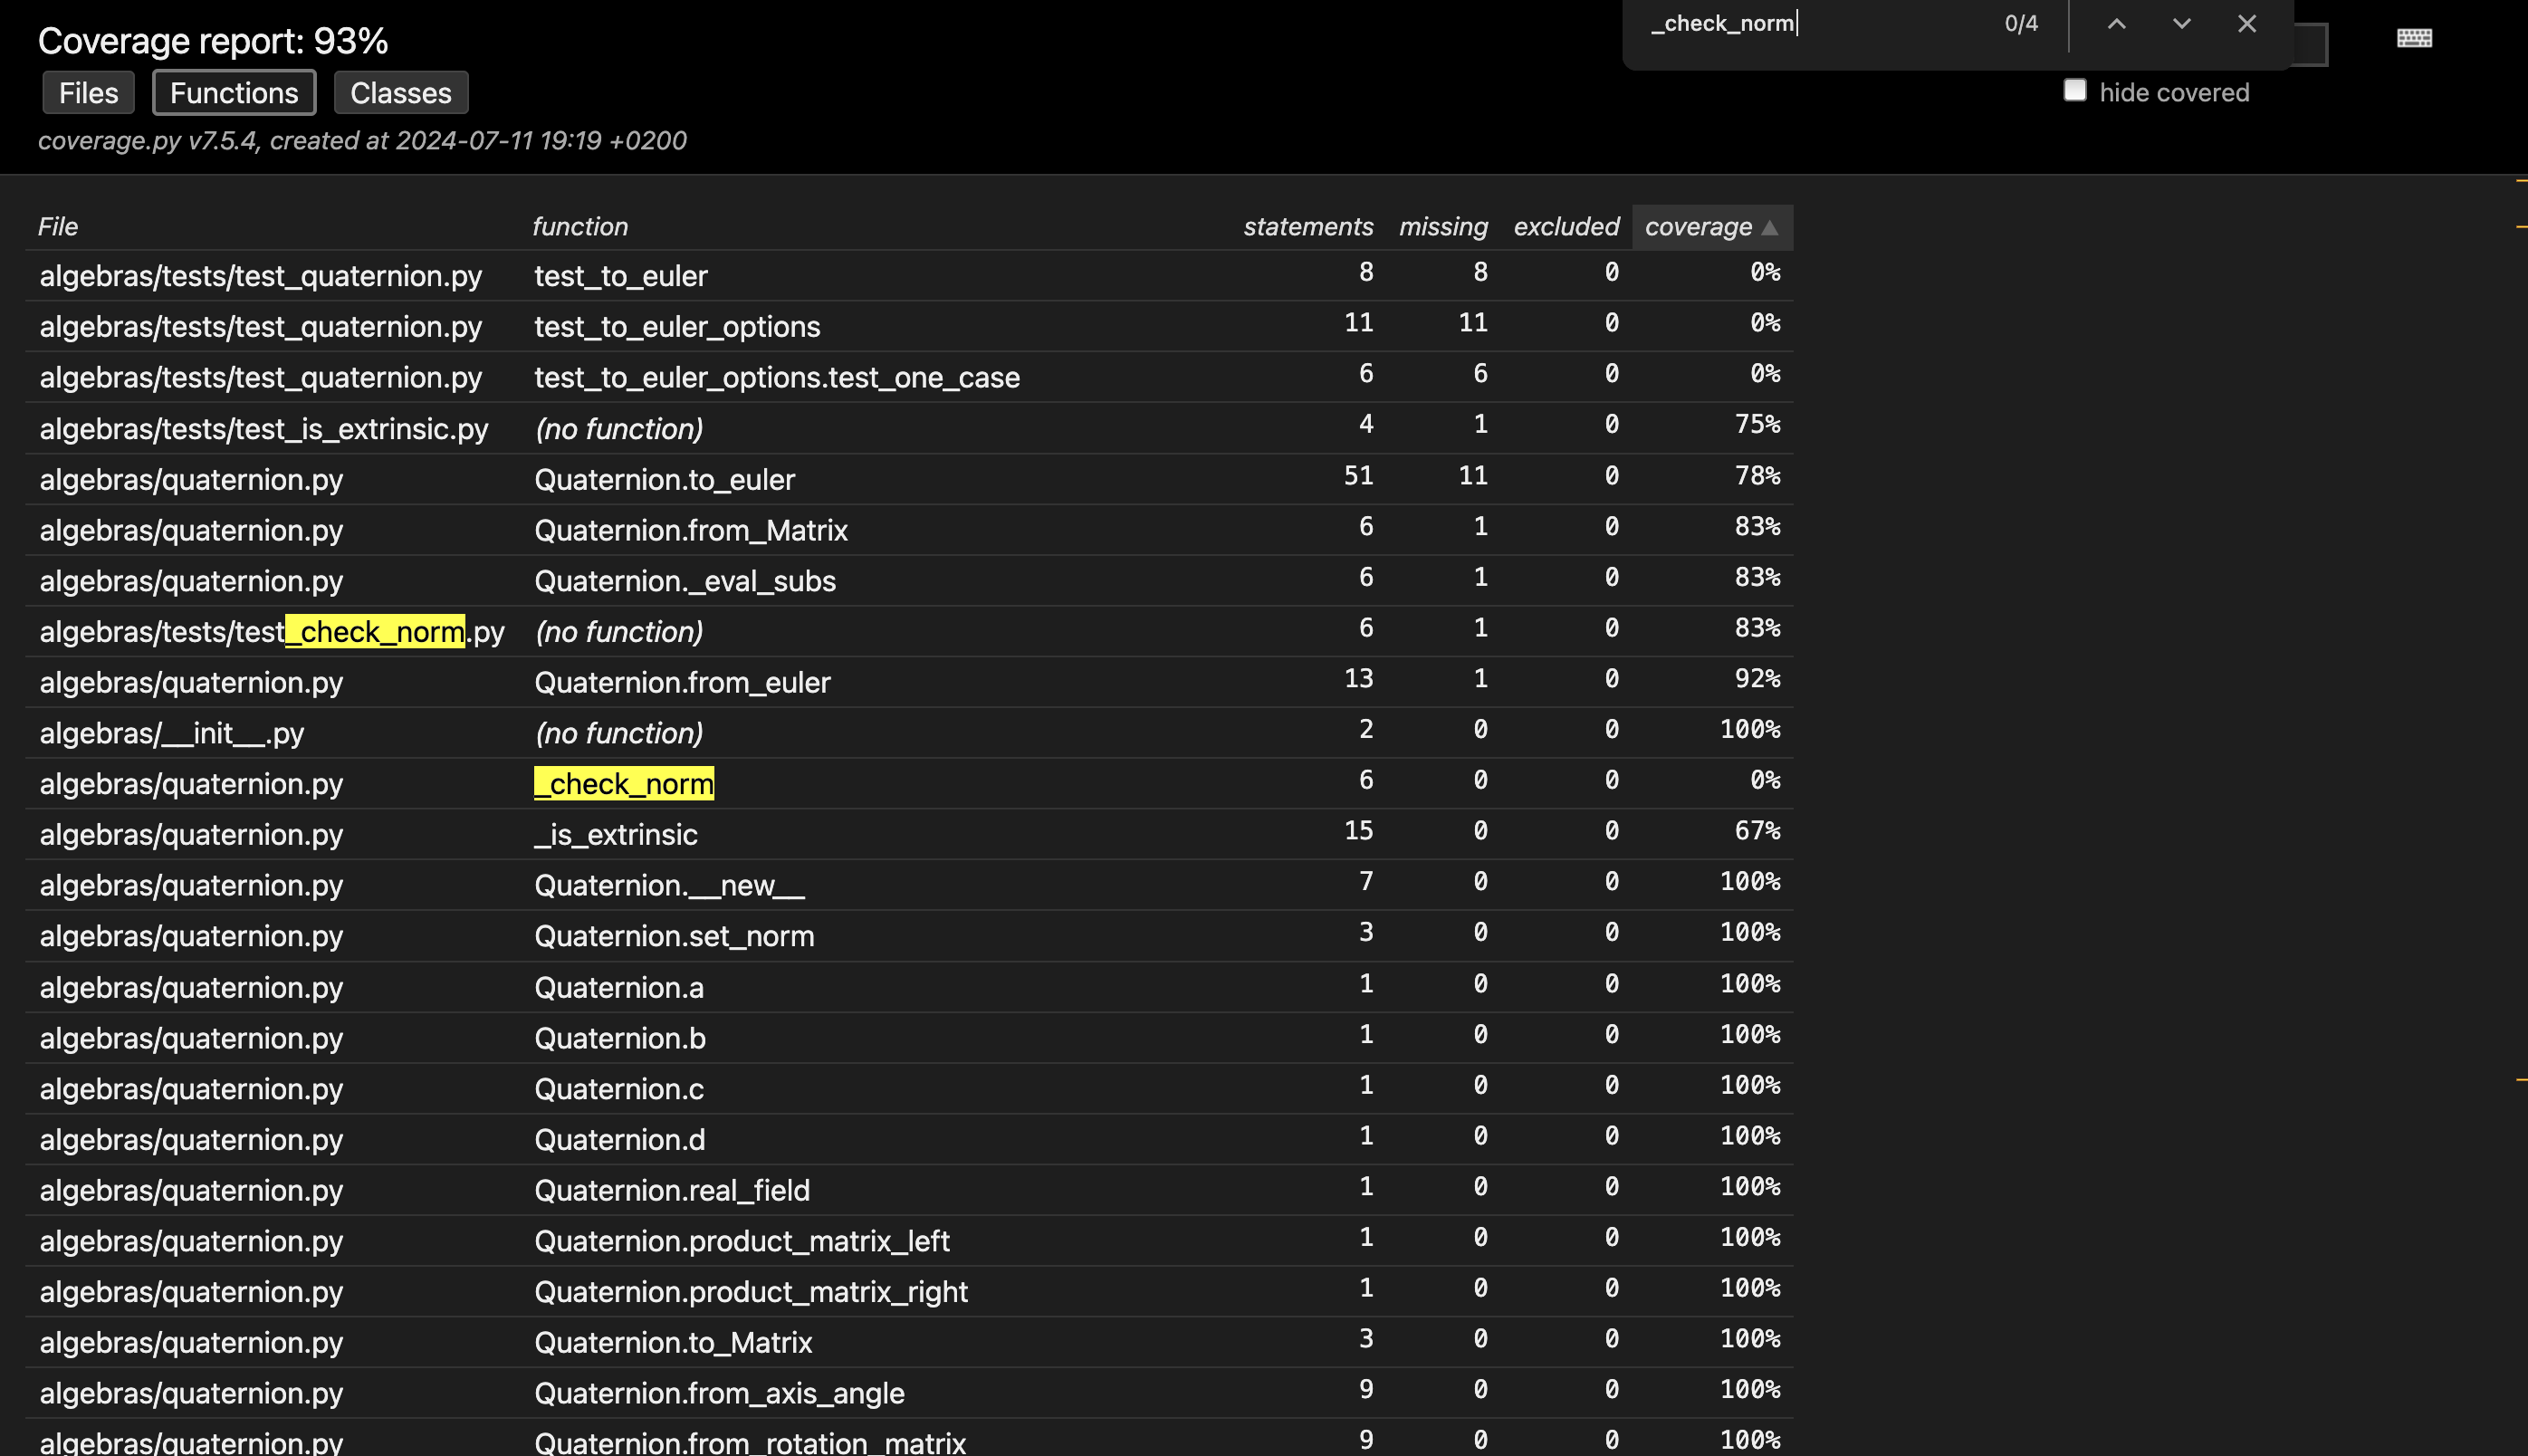 _check_norm 0/4
Coverage report: 93%
Files Functions Classes
hide covered
coverage.py v7.5.4, created at 2024-07-11 19:19 +0200
File function statements missing excluded coverage ▲
algebras/tests/test_quaternion.py test_to_euler 8 8 0 0%
algebras/tests/test_quaternion.py test_to_euler_options 11 11 0 0%
algebras/tests/test_quaternion.py test_to_euler_options.test_one_case 6 6 0 0%
algebras/tests/test_is_extrinsic.py (no function) 4 1 0 75%
algebras/quaternion.py Quaternion.to_euler 51 11 0 78%
algebras/quaternion.py Quaternion.from_Matrix 6 1 0 83%
algebras/quaternion.py Quaternion._eval_subs 6 1 0 83%
algebras/tests/test_check_norm.py (no function) 6 1 0 83%
algebras/quaternion.py Quaternion.from_euler 13 1 0 92%
algebras/__init__.py (no function) 2 0 0 100%
algebras/quaternion.py _check_norm 6 0 0 0%
algebras/quaternion.py _is_extrinsic 15 0 0 67%
algebras/quaternion.py Quaternion.__new__ 7 0 0 100%
algebras/quaternion.py Quaternion.set_norm 3 0 0 100%
algebras/quaternion.py Quaternion.a 1 0 0 100%
algebras/quaternion.py Quaternion.b 1 0 0 100%
algebras/quaternion.py Quaternion.c 1 0 0 100%
algebras/quaternion.py Quaternion.d 1 0 0 100%
algebras/quaternion.py Quaternion.real_field 1 0 0 100%
algebras/quaternion.py Quaternion.product_matrix_left 1 0 0 100%
algebras/quaternion.py Quaternion.product_matrix_right 1 0 0 100%
algebras/quaternion.py Quaternion.to_Matrix 3 0 0 100%
algebras/quaternion.py Quaternion.from_axis_angle 9 0 0 100%
algebras/quaternion.py Quaternion.from_rotation_matrix 9 0 0 100%